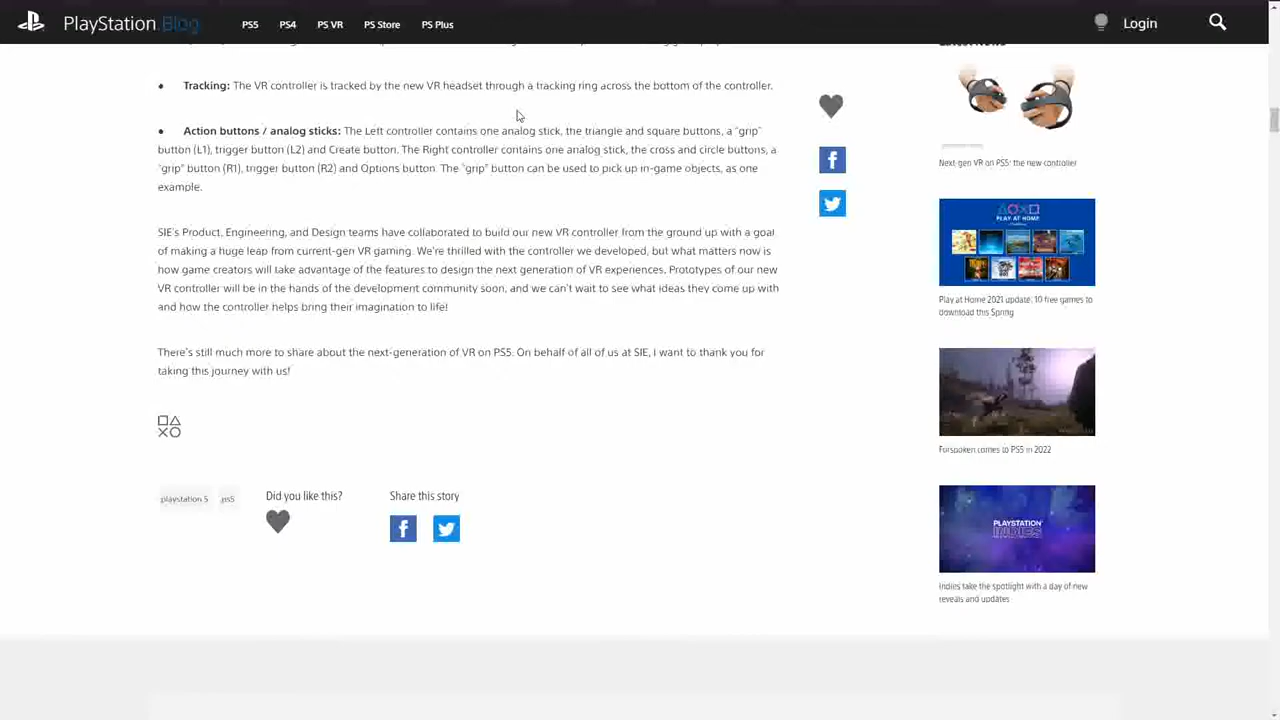 PlayStation.Blog
PS5
PS4
PS VR
PS Store
PS Plus
Login
• Tracking: The VR controller is tracked by the new VR headset through a tracking ring across the bottom of the controller.
• Action buttons / analog sticks: The Left controller contains one analog stick, the triangle and square buttons, a "grip"
button (L1), trigger button (L2) and Create button. The Right controller contains one analog stick, the cross and circle buttons, a
"grip" button (R1), trigger button (R2) and Options button. The "grip" button can be used to pick up in-game objects, as one
example.
SIE's Product, Engineering, and Design teams have collaborated to build our new VR controller from the ground up with a goal
of making a huge leap from current-gen VR gaming. We're thrilled with the controller we developed, but what matters now is
how game creators will take advantage of the features to design the next generation of VR experiences. Prototypes of our new
VR controller will be in the hands of the development community soon, and we can't wait to see what ideas they come up with
and how the controller helps bring their imagination to life!
There's still much more to share about the next-generation of VR on PS5. On behalf of all of us at SIE, I want to thank you for
taking this journey with us!
playstation 5
ps5
Did you like this?
Share this story
Latest News
Next-gen VR on PS5: the new controller
PLAY AT HOME
Play at Home 2021 update: 10 free games to
download this Spring
Forspoken comes to PS5 in 2022
PLAYSTATION
INDIES
Indies take the spotlight with a day of new
reveals and updates